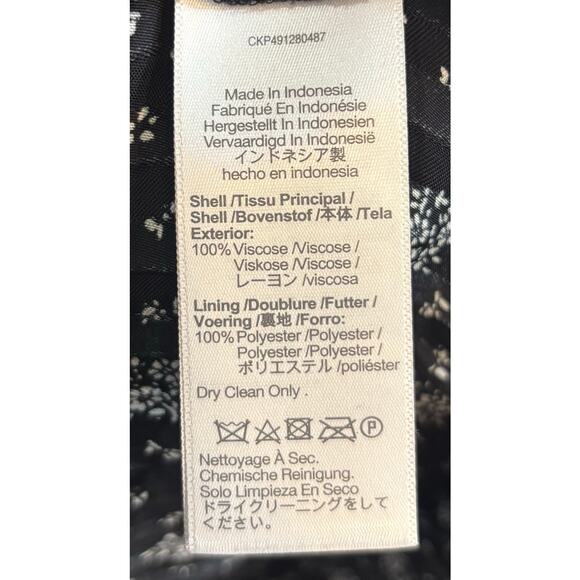 CKP491280487
Made In Indonesia
Fabriqué En Indonésie
Hergestellt In Indonesien
Vervaardigd In Indonesië
インドネシア製
hecho en indonesia
Shell /Tissu Principal /
Shell /Bovenstof /本体 /Tela
Exterior:
100% Viscose /Viscose /
Viskose /Viscose /
レーヨン /viscosa
Lining /Doublure /Futter /
Voering /裏地 /Forro:
100% Polyester /Polyester /
Polyester /Polyester /
ポリエステル /poliéster
Dry Clean Only .
P
Nettoyage À Sec.
Chemische Reinigung.
Solo Limpieza En Seco
ドライクリーニングをして
ください。